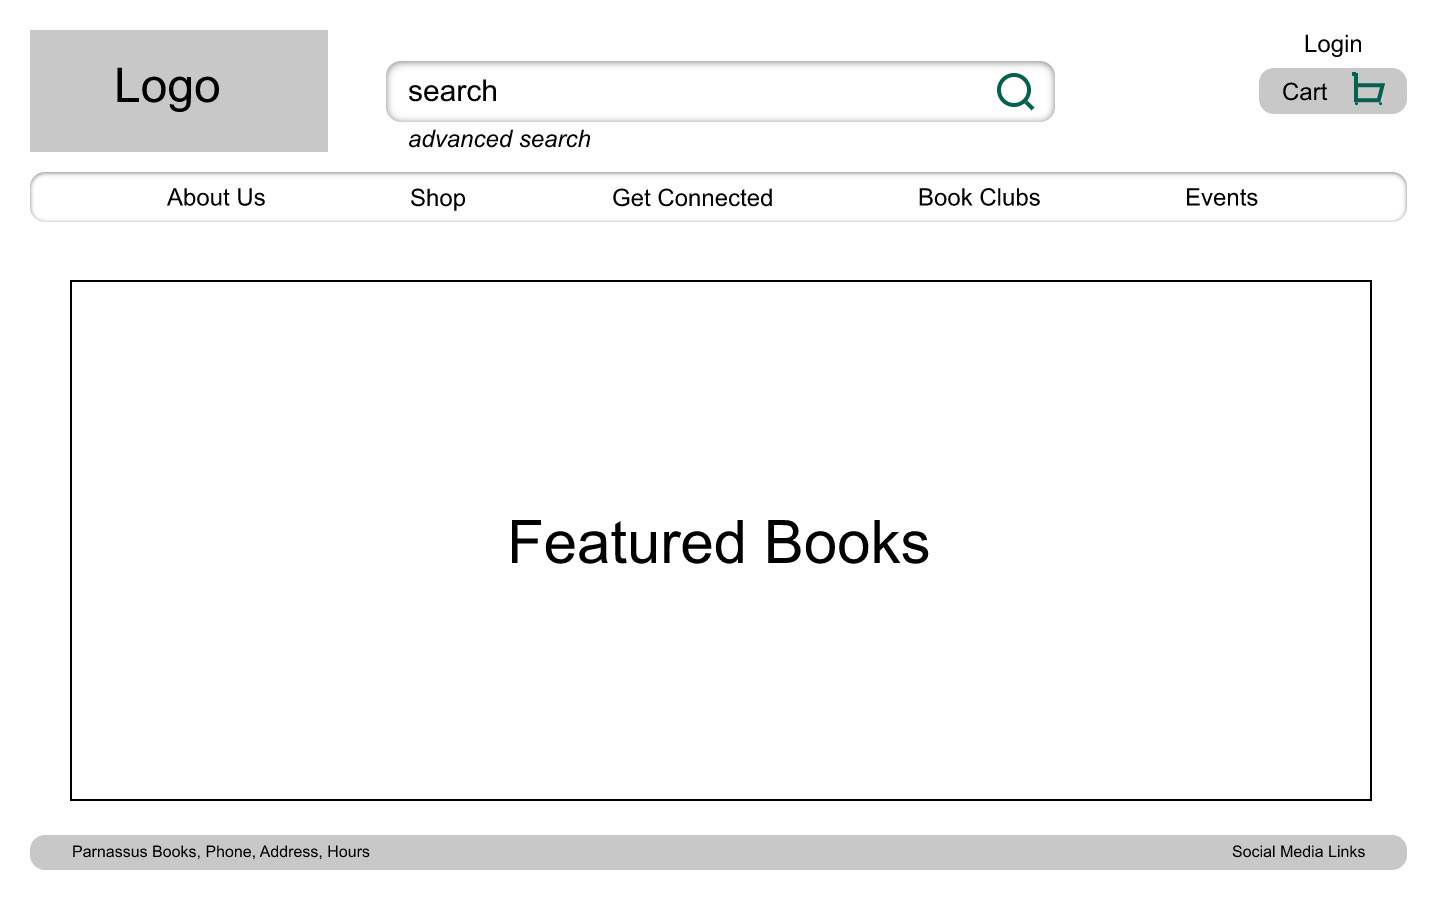 Logo
search
advanced search
Login
Cart
About Us
Shop
Get Connected
Book Clubs
Events
Featured Books
Parnassus Books, Phone, Address, Hours
Social Media Links